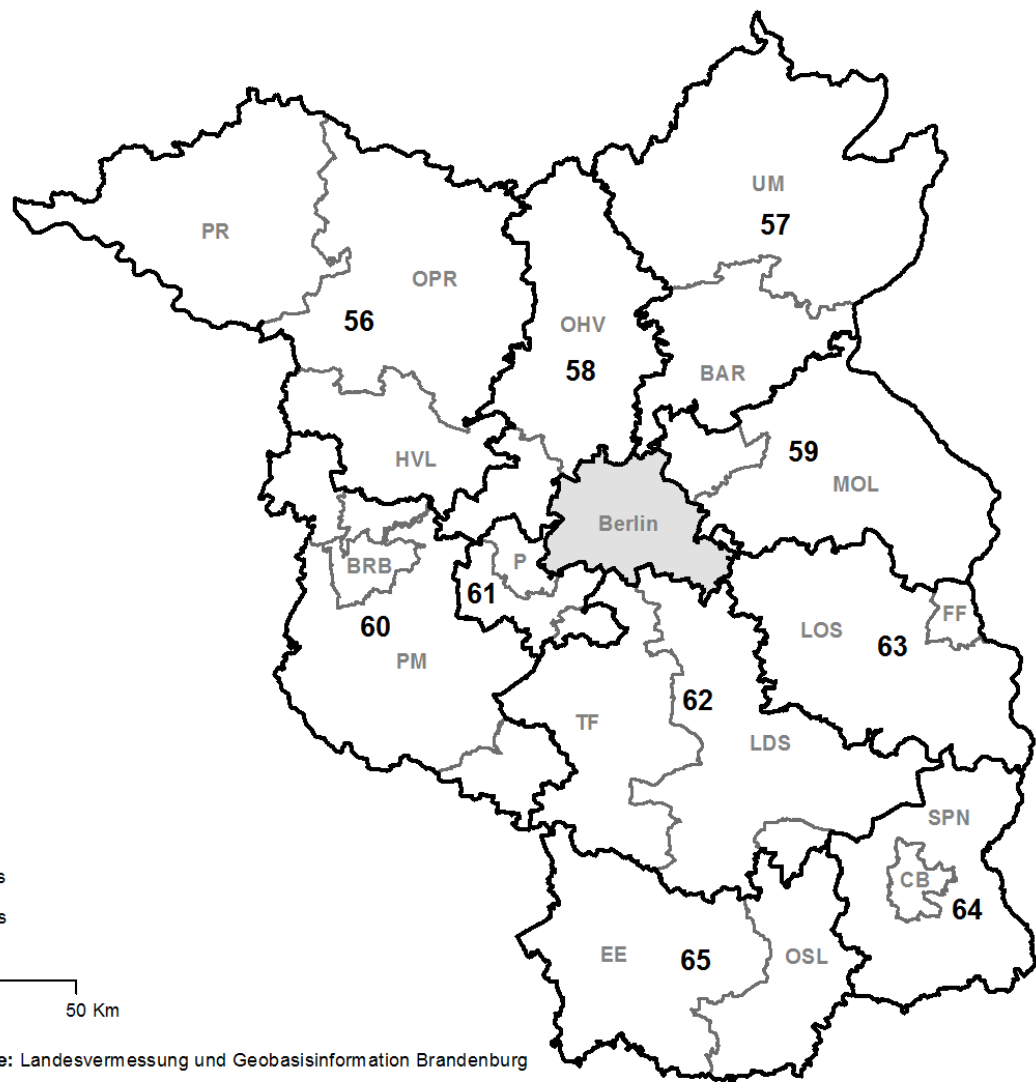 UM
57
PR
OPR
56
OHV
58
BAR
59
MOL
HVL
Berlin
BRB
P
61
60
PM
LOS
63
FF
62
TF
LDS
SPN
CB
64
EE
65
OSL
s
s
50 Km
e: Landesvermessung und Geobasisinformation Brandenburg